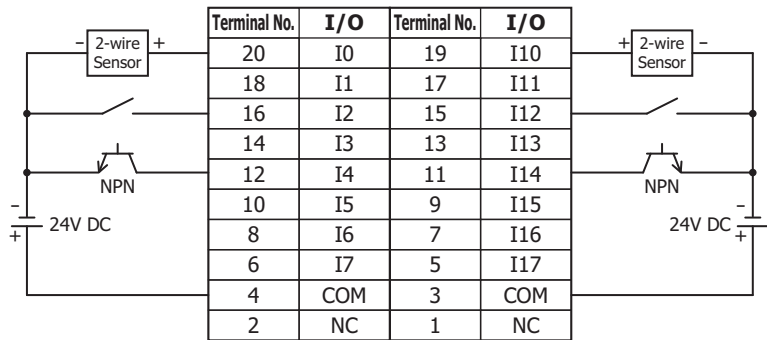 Terminal No. I/O Terminal No. I/O
– 2-wire Sensor + 20 I0 19 I10 + 2-wire Sensor –
18 I1 17 I11
16 I2 15 I12
14 I3 13 I13
12 I4 11 I14
NPN NPN
10 I5 9 I15
– + 24V DC 8 I6 7 I16 24V DC – +
6 I7 5 I17
4 COM 3 COM
2 NC 1 NC